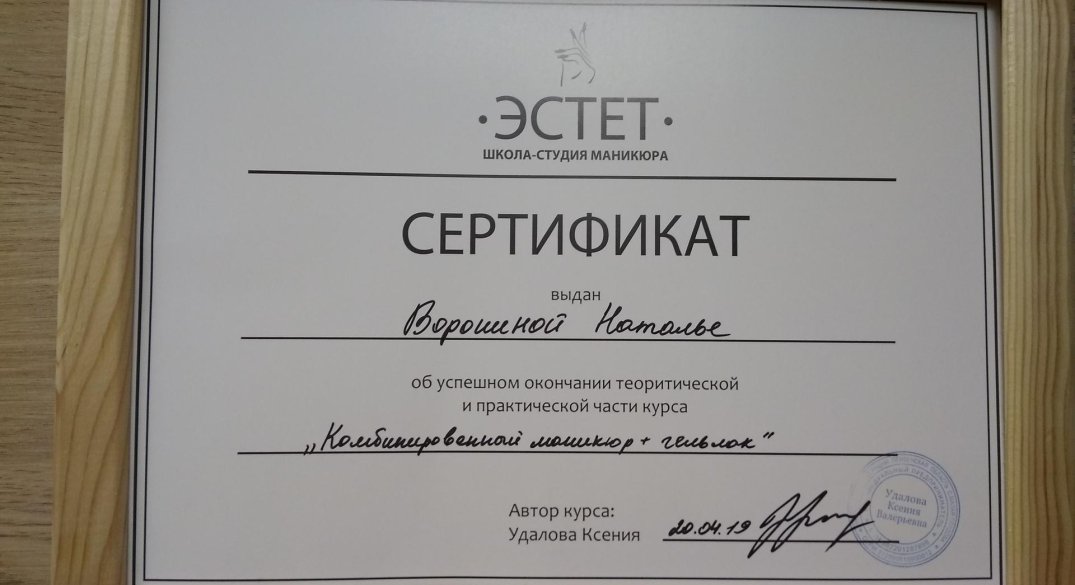 ·ЭСТЕТ·
ШКОЛА-СТУДИЯ МАНИКЮРА
СЕРТИФИКАТ
выдан
Ворошиной Наталье
об успешном окончании теоритической
и практической части курса
„Комбинированный маникюр + гельлак”
Автор курса:
Удалова Ксения
20.04.19
Удалова
Ксения
Валерьевна